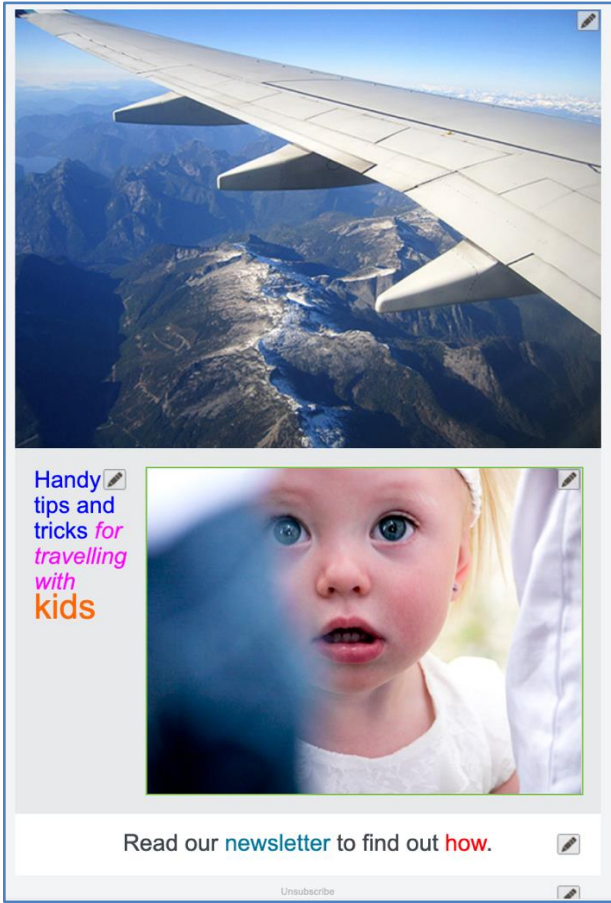 Handy
tips and
tricks for
travelling
with
kids
Read our newsletter to find out how.
Unsubscribe